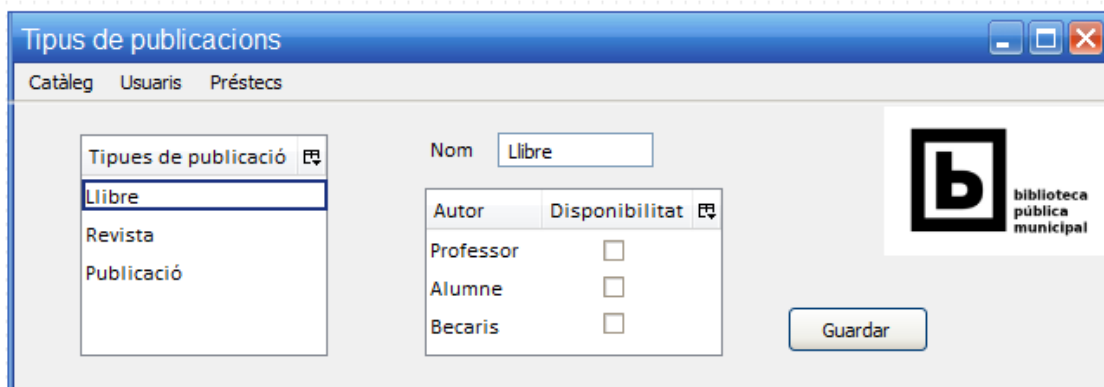 Tipus de publicacions
Catàleg Usuaris Préstecs
Tipues de publicació
Llibre
Revista
Publicació
Nom Llibre
Autor Disponibilitat
Professor
Alumne
Becaris
b
biblioteca
pública
municipal
Guardar